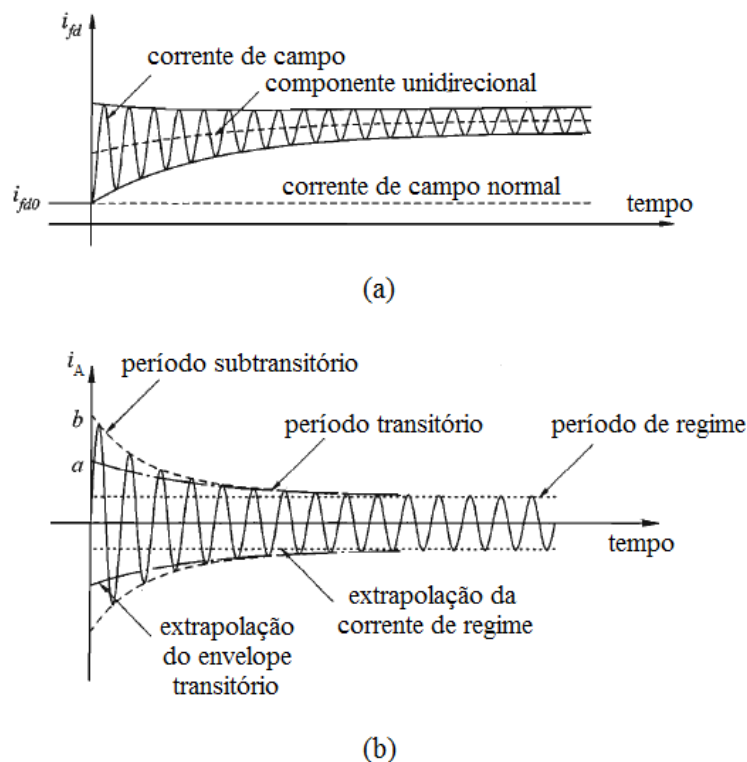 i_fd
corrente de campo
componente unidirecional
corrente de campo normal
i_fd0
tempo
(a)
i_A
período subtransitório
b
período transitório
período de regime
a
tempo
extrapolação da
corrente de regime
extrapolação
do envelope
transitório
(b)